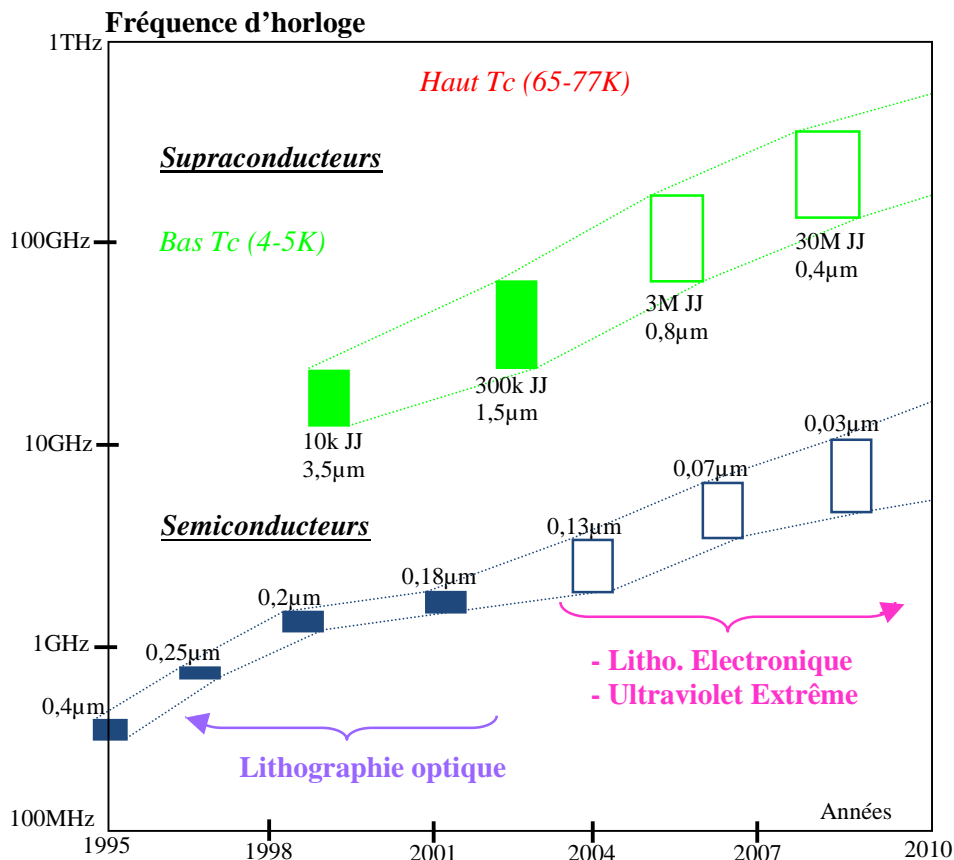 Fréquence d’horloge
1THz
Haut Tc (65-77K)
Supraconducteurs
Bas Tc (4-5K)
100GHz
30M JJ
0,4µm
3M JJ
0,8µm
300k JJ
1,5µm
10k JJ
3,5µm
10GHz
0,03µm
0,07µm
Semiconducteurs
0,13µm
0,18µm
0,2µm
1GHz
0,25µm
- Litho. Electronique
- Ultraviolet Extrême
0,4µm
Lithographie optique
100MHz
Années
1995
1998
2001
2004
2007
2010